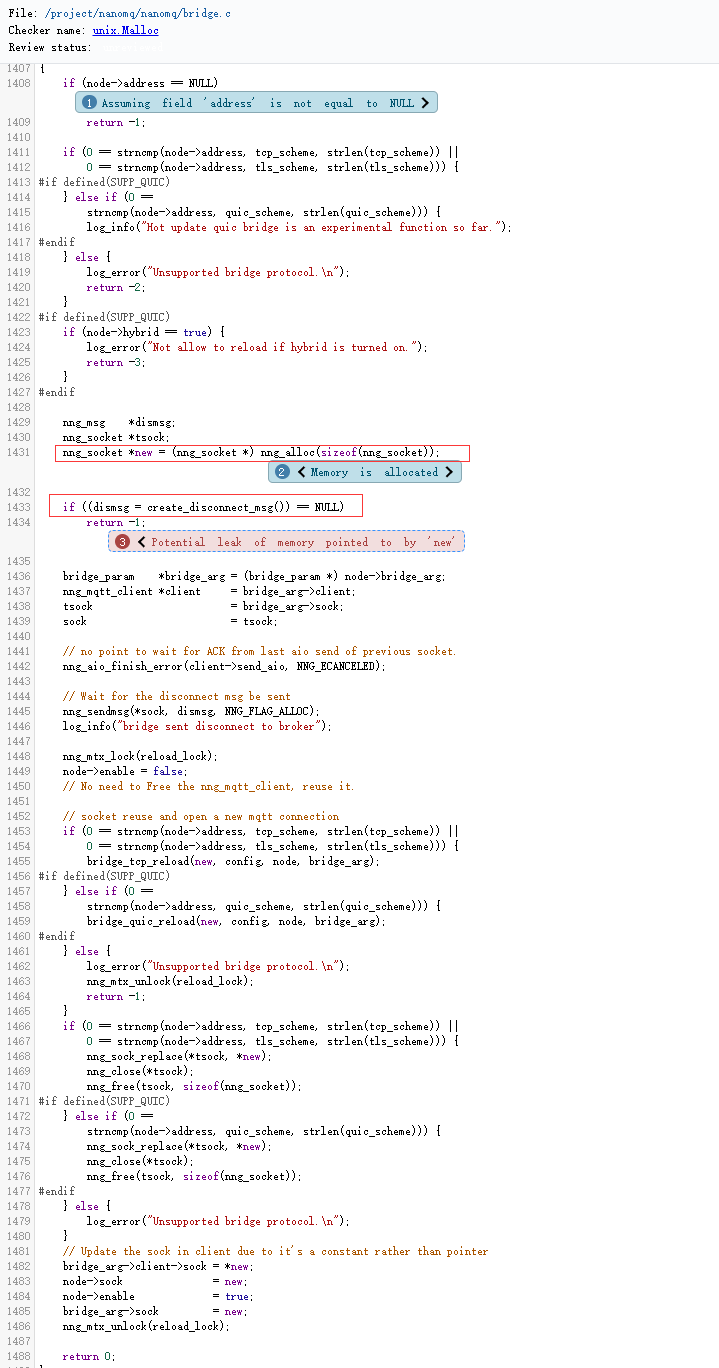 File: /project/nanomq/nanomq/bridge.c
Checker name: unix.Malloc
Review status:
1407 {
1408 if (node->address == NULL)
1 Assuming field 'address' is not equal to NULL >
1409 return -1;
1410
1411 if (0 == strncmp(node->address, tcp_scheme, strlen(tcp_scheme)) ||
1412 0 == strncmp(node->address, tls_scheme, strlen(tls_scheme))) {
1413 #if defined(SUPP_QUIC)
1414 } else if (0 ==
1415 strncmp(node->address, quic_scheme, strlen(quic_scheme))) {
1416 log_info("Hot update quic bridge is an experimental function so far.");
1417 #endif
1418 } else {
1419 log_error("Unsupported bridge protocol.\n");
1420 return -2;
1421 }
1422 #if defined(SUPP_QUIC)
1423 if (node->hybrid == true) {
1424 log_error("Not allow to reload if hybrid is turned on.");
1425 return -3;
1426 }
1427 #endif
1428
1429 nng_msg *dismsg;
1430 nng_socket *tsock;
1431 nng_socket *new = (nng_socket *) nng_alloc(sizeof(nng_socket));
2 < Memory is allocated >
1432
1433 if ((dismsg = create_disconnect_msg()) == NULL)
1434 return -1;
3 < Potential leak of memory pointed to by 'new'
1435
1436 bridge_param *bridge_arg = (bridge_param *) node->bridge_arg;
1437 nng_mqtt_client *client = bridge_arg->client;
1438 tsock = bridge_arg->sock;
1439 sock = tsock;
1440
1441 // no point to wait for ACK from last aio send of previous socket.
1442 nng_aio_finish_error(client->send_aio, NNG_ECANCELED);
1443
1444 // Wait for the disconnect msg be sent
1445 nng_sendmsg(*sock, dismsg, NNG_FLAG_ALLOC);
1446 log_info("bridge sent disconnect to broker");
1447
1448 nng_mtx_lock(reload_lock);
1449 node->enable = false;
1450 // No need to Free the nng_mqtt_client, reuse it.
1451
1452 // socket reuse and open a new mqtt connection
1453 if (0 == strncmp(node->address, tcp_scheme, strlen(tcp_scheme)) ||
1454 0 == strncmp(node->address, tls_scheme, strlen(tls_scheme))) {
1455 bridge_tcp_reload(new, config, node, bridge_arg);
1456 #if defined(SUPP_QUIC)
1457 } else if (0 ==
1458 strncmp(node->address, quic_scheme, strlen(quic_scheme))) {
1459 bridge_quic_reload(new, config, node, bridge_arg);
1460 #endif
1461 } else {
1462 log_error("Unsupported bridge protocol.\n");
1463 nng_mtx_unlock(reload_lock);
1464 return -1;
1465 }
1466 if (0 == strncmp(node->address, tcp_scheme, strlen(tcp_scheme)) ||
1467 0 == strncmp(node->address, tls_scheme, strlen(tls_scheme))) {
1468 nng_sock_replace(*tsock, *new);
1469 nng_close(*tsock);
1470 nng_free(tsock, sizeof(nng_socket));
1471 #if defined(SUPP_QUIC)
1472 } else if (0 ==
1473 strncmp(node->address, quic_scheme, strlen(quic_scheme))) {
1474 nng_sock_replace(*tsock, *new);
1475 nng_close(*tsock);
1476 nng_free(tsock, sizeof(nng_socket));
1477 #endif
1478 } else {
1479 log_error("Unsupported bridge protocol.\n");
1480 }
1481 // Update the sock in client due to it's a constant rather than pointer
1482 bridge_arg->client->sock = *new;
1483 node->sock = new;
1484 node->enable = true;
1485 bridge_arg->sock = new;
1486 nng_mtx_unlock(reload_lock);
1487
1488 return 0;